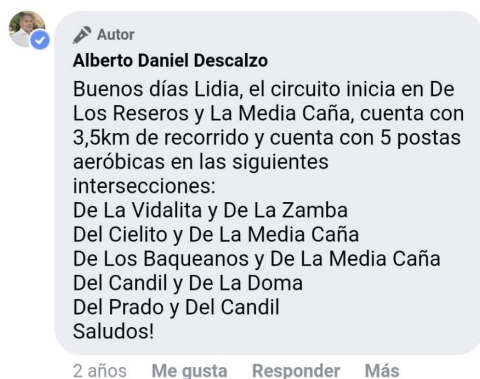 Autor
Alberto Daniel Descalzo
Buenos días Lidia, el circuito inicia en De
Los Reseros y La Media Caña, cuenta con
3,5km de recorrido y cuenta con 5 postas
aeróbicas en las siguientes
intersecciones:
De La Vidalita y De La Zamba
Del Cielito y De La Media Caña
De Los Baqueanos y De La Media Caña
Del Candil y De La Doma
Del Prado y Del Candil
Saludos!
2 años Me gusta Responder Más